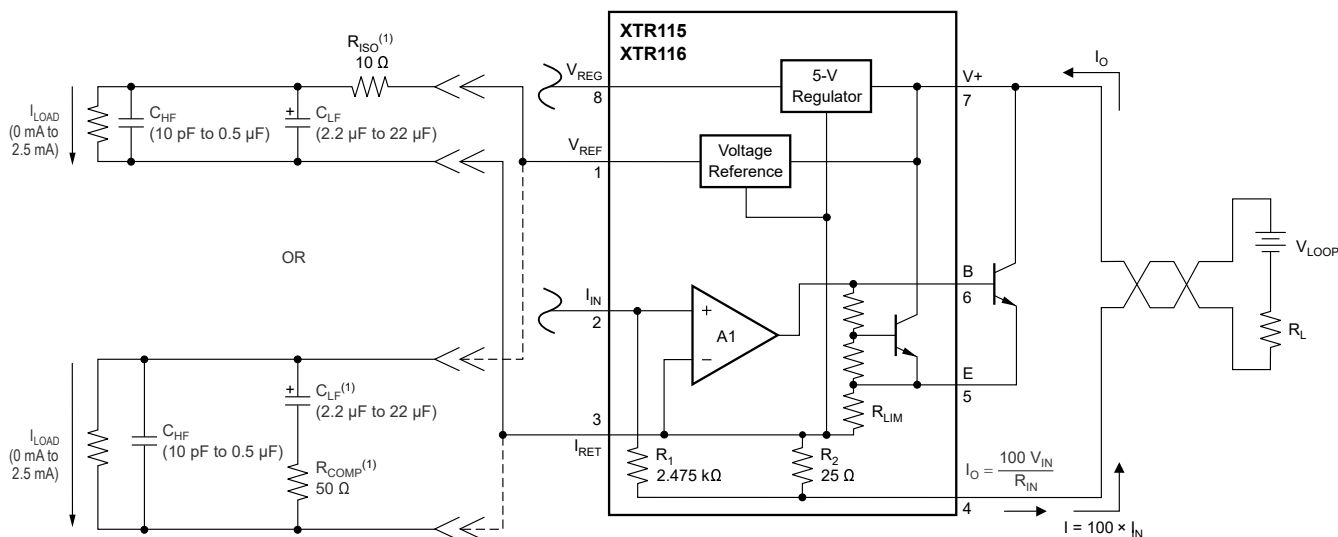 XTR115
XTR116
R_ISO^(1)
10 Ω
I_LOAD
(0 mA to
2.5 mA)
C_HF
(10 pF to 0.5 µF)
+
C_LF
(2.2 µF to 22 µF)
V_REG
8
5-V
Regulator
V+
7
I_O
V_REF
1
Voltage
Reference
OR
I_IN
2
+
A1
−
B
6
E
5
R_LIM
V_LOOP
R_L
I_LOAD
(0 mA to
2.5 mA)
C_HF
(10 pF to 0.5 µF)
+
C_LF^(1)
(2.2 µF to 22 µF)
R_COMP^(1)
50 Ω
3
I_RET
R_1
2.475 kΩ
R_2
25 Ω
I_O = 100 V_IN / R_IN
4
I = 100 × I_N